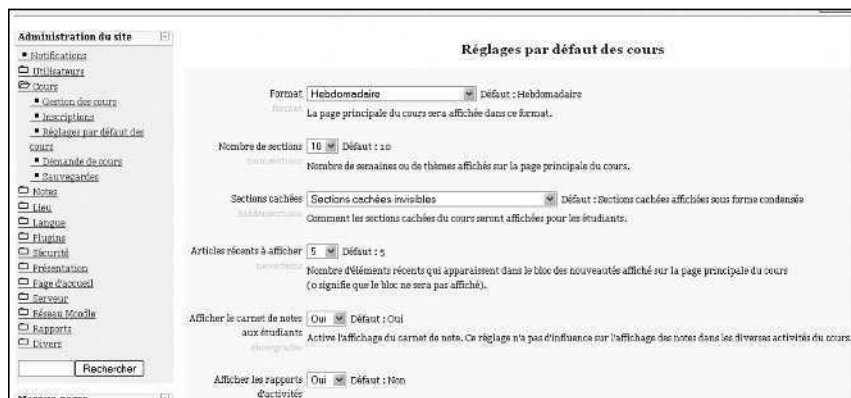 Administration du site
Notifications
Utilisateurs
Cours
Gestion des cours
Inscriptions
Réglages par défaut des
cours
Demande de cours
Sauvegardes
Notes
Lieu
Langue
Plugins
Sécurité
Présentation
Page d'accueil
Serveur
Réseau Moodle
Rapports
Divers
Rechercher
Réglages par défaut des cours
Format Hebdomadaire Défaut : Hebdomadaire
format
La page principale du cours sera affichée dans ce format.
Nombre de sections 10 Défaut : 10
numsections
Nombre de semaines ou de thèmes affichés sur la page principale du cours.
Sections cachées Sections cachées invisibles Défaut : Sections cachées affichées sous forme condensée
hiddensections
Comment les sections cachées du cours seront affichées pour les étudiants.
Articles récents à afficher 5 Défaut : 5
newsitems
Nombre d'éléments récents qui apparaissent dans le bloc des nouveautés affiché sur la page principale du cours
(0 signifie que le bloc ne sera pas affiché).
Afficher le carnet de notes
aux étudiants
Oui Défaut : Oui
showgrades
Active l'affichage du carnet de note. Ce réglage n'a pas d'influence sur l'affichage des notes dans les diverses activités du cours.
Afficher les rapports
d'activités
Oui Défaut : Non